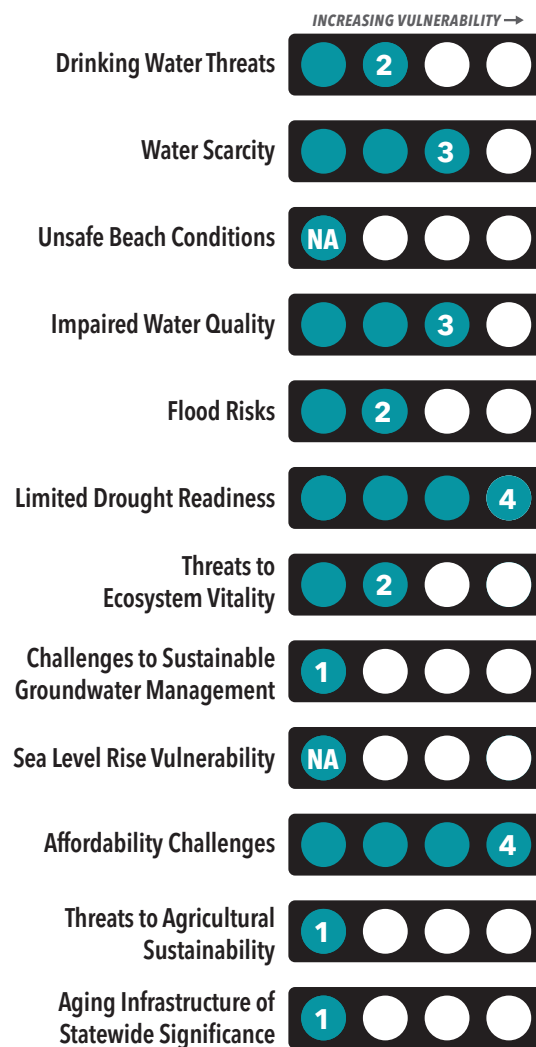 INCREASING VULNERABILITY →
Drinking Water Threats 2
Water Scarcity 3
Unsafe Beach Conditions NA
Impaired Water Quality 3
Flood Risks 2
Limited Drought Readiness 4
Threats to
Ecosystem Vitality 2
Challenges to Sustainable
Groundwater Management 1
Sea Level Rise Vulnerability NA
Affordability Challenges 4
Threats to Agricultural
Sustainability 1
Aging Infrastructure of
Statewide Significance 1